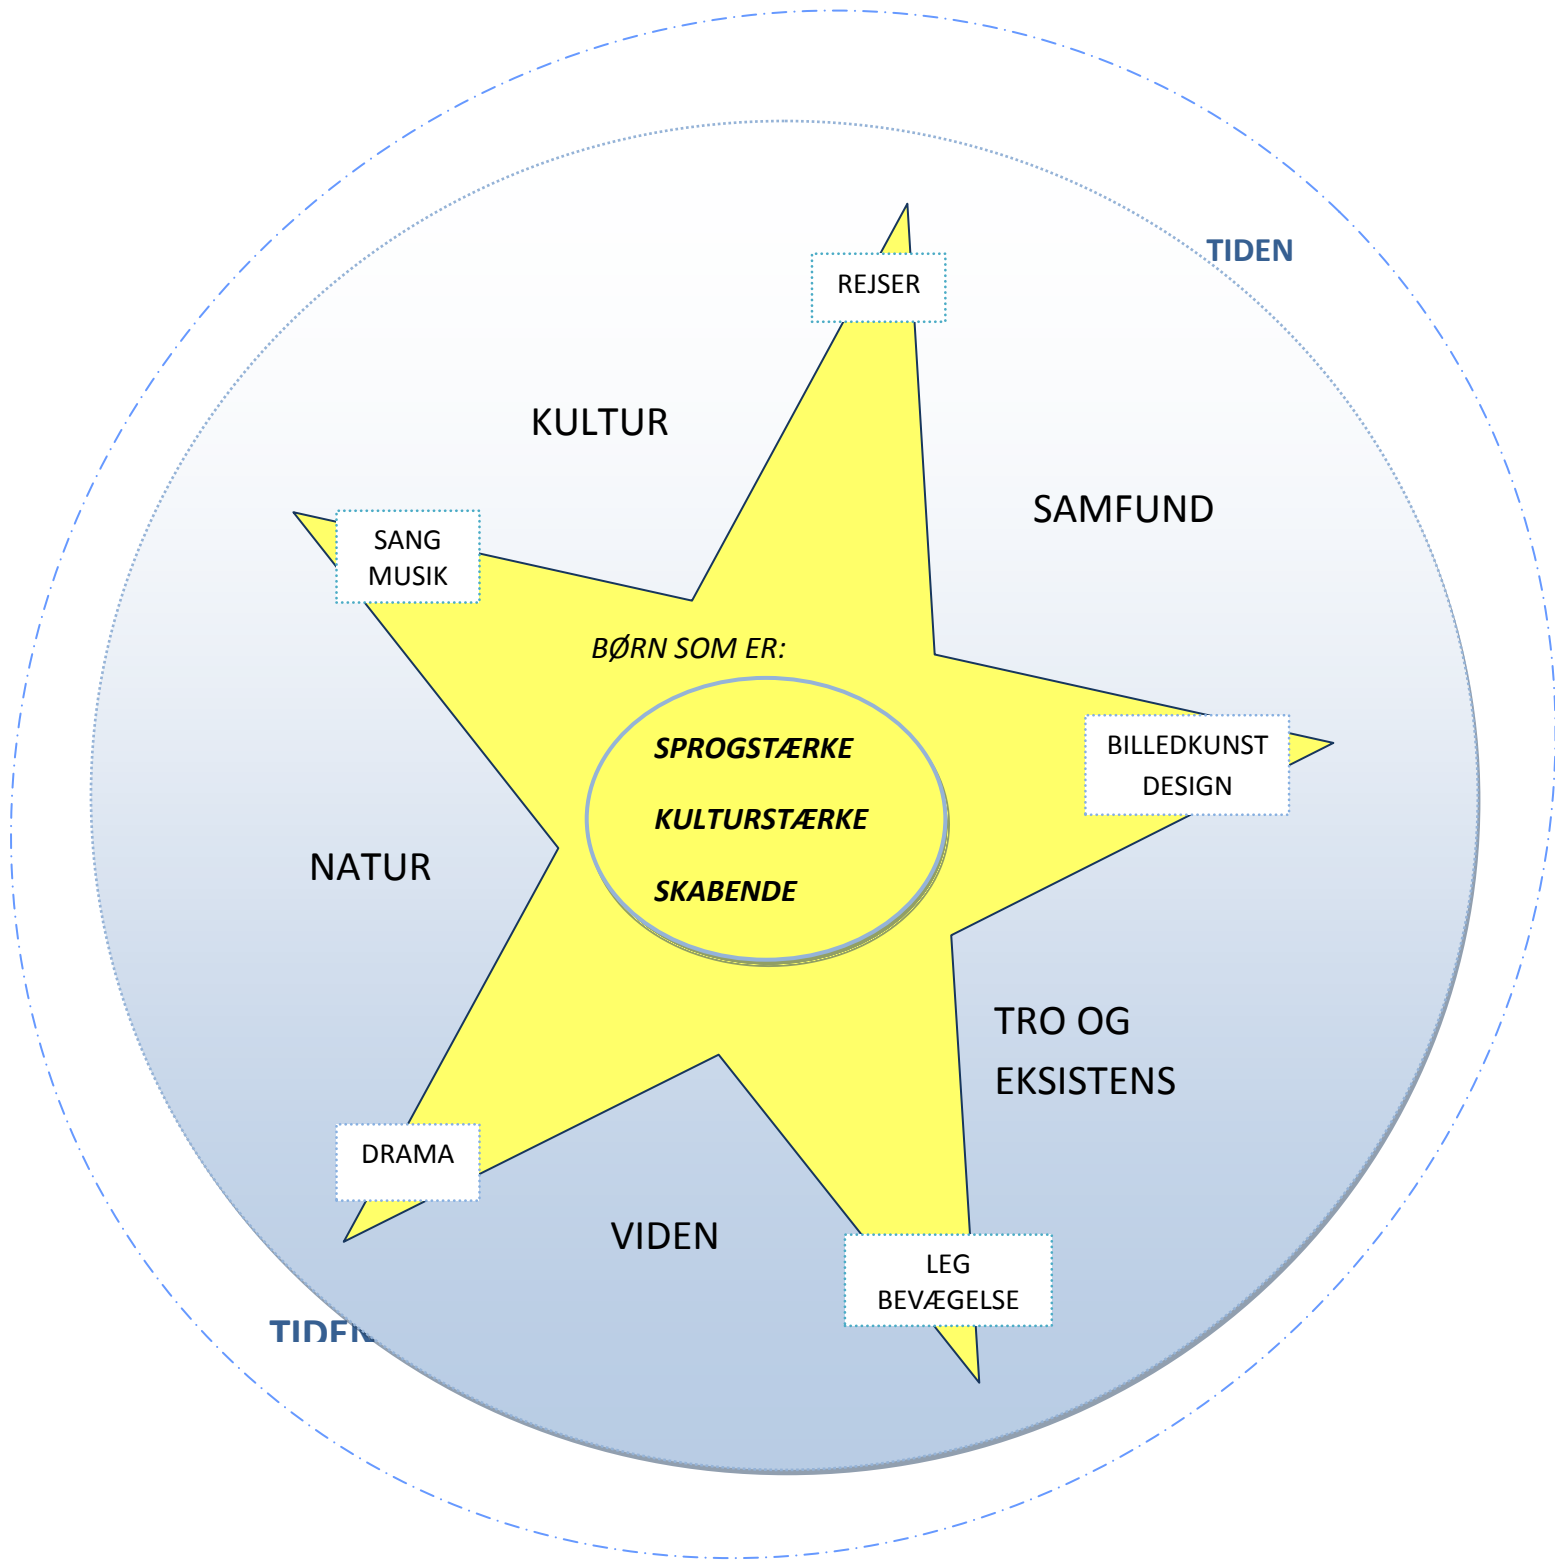 TIDEN
REJSER
KULTUR
SAMFUND
SANG
MUSIK
BØRN SOM ER:
SPROGSTÆRKE
KULTURSTÆRKE
SKABENDE
BILLEDKUNST
DESIGN
NATUR
TRO OG
EKSISTENS
DRAMA
VIDEN
LEG
BEVÆGELSE
TIDEN